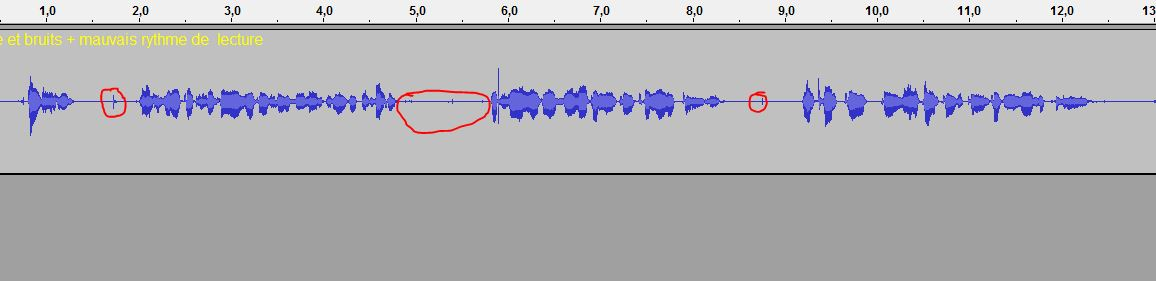 1,0 2,0 3,0 4,0 5,0 6,0 7,0 8,0 9,0 10,0 11,0 12,0 13
e et bruits + mauvais rythme de  lecture